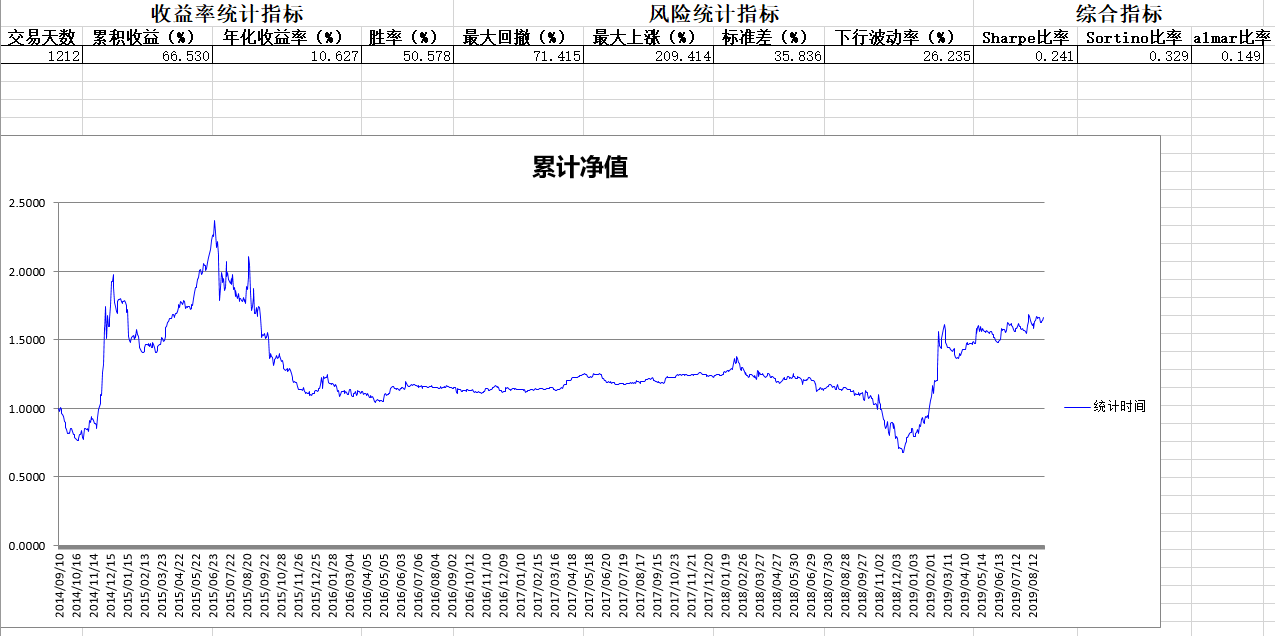 收益率统计指标 风险统计指标 综合指标
交易天数 累积收益（%） 年化收益率（%） 胜率（%） 最大回撤（%） 最大上涨（%） 标准差（%） 下行波动率（%） Sharpe比率 Sortino比率 almar比率
1212 66.530 10.627 50.578 71.415 209.414 35.836 26.235 0.241 0.329 0.149
累计净值
2.5000
2.0000
1.5000
1.0000
0.5000
0.0000
统计时间
2014/09/10 2014/10/16 2014/11/14 2014/12/15 2015/01/15 2015/02/13 2015/03/23 2015/04/22 2015/05/22 2015/06/23 2015/07/22 2015/08/20 2015/09/22 2015/10/28 2015/11/26 2015/12/25 2016/01/28 2016/03/04 2016/04/05 2016/05/05 2016/06/03 2016/07/06 2016/08/04 2016/09/02 2016/10/12 2016/11/10 2016/12/09 2017/01/10 2017/02/15 2017/03/16 2017/04/18 2017/05/18 2017/06/20 2017/07/19 2017/08/17 2017/09/15 2017/10/23 2017/11/21 2017/12/20 2018/01/19 2018/02/26 2018/03/27 2018/04/27 2018/05/30 2018/06/29 2018/07/30 2018/08/28 2018/09/27 2018/11/02 2018/12/03 2019/01/03 2019/02/01 2019/03/11 2019/04/10 2019/05/14 2019/06/13 2019/07/12 2019/08/12